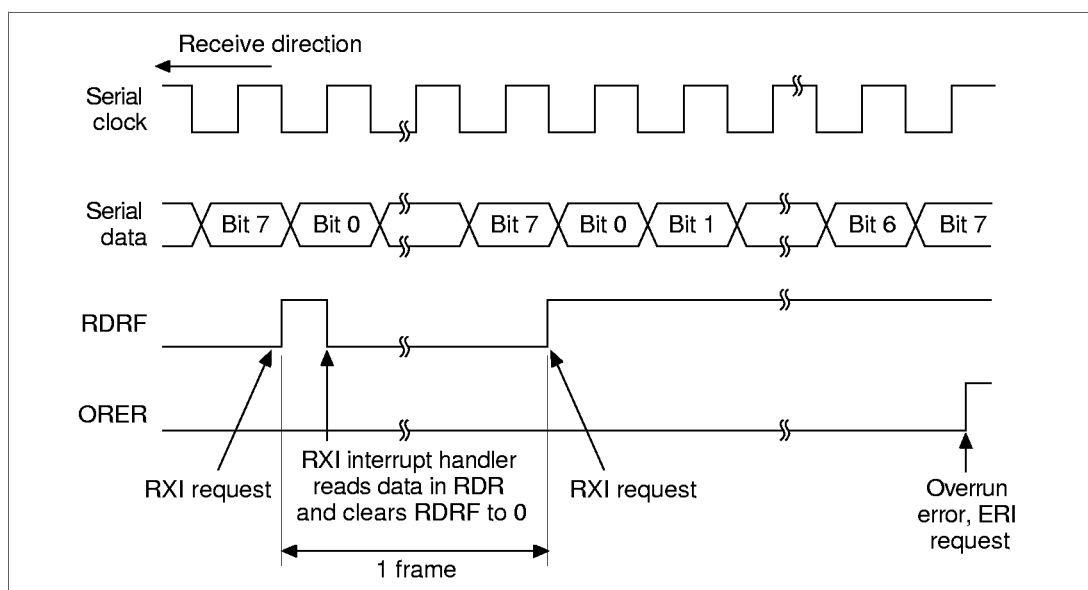 Receive direction
Serial
clock
Serial
data
Bit 7
Bit 0
Bit 7
Bit 0
Bit 1
Bit 6
Bit 7
RDRF
ORER
RXI request
RXI interrupt handler
reads data in RDR
and clears RDRF to 0
RXI request
Overrun
error, ERI
request
1 frame